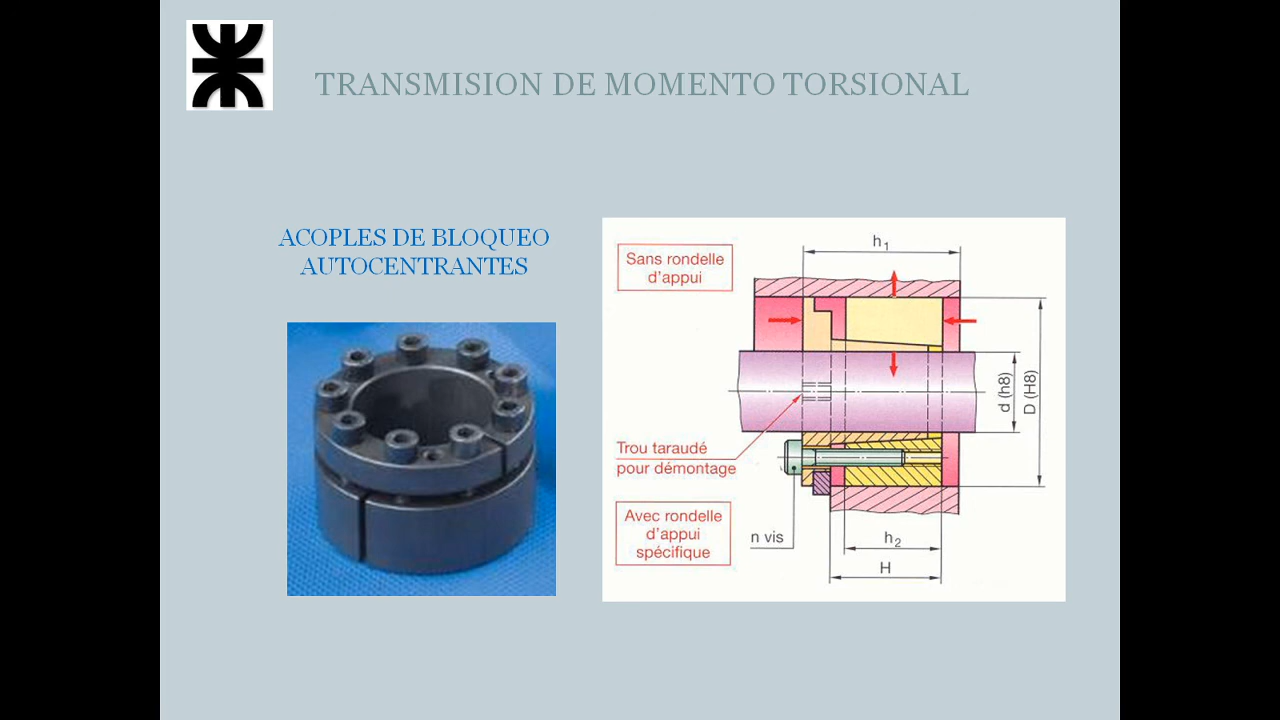 TRANSMISION DE MOMENTO TORSIONAL
ACOPLES DE BLOQUEO
AUTOCENTRANTES
Sans rondelle
d'appui
h1
d (h8)
D (H8)
Trou taraudé
pour démontage
Avec rondelle
d'appui
spécifique
n vis
h2
H